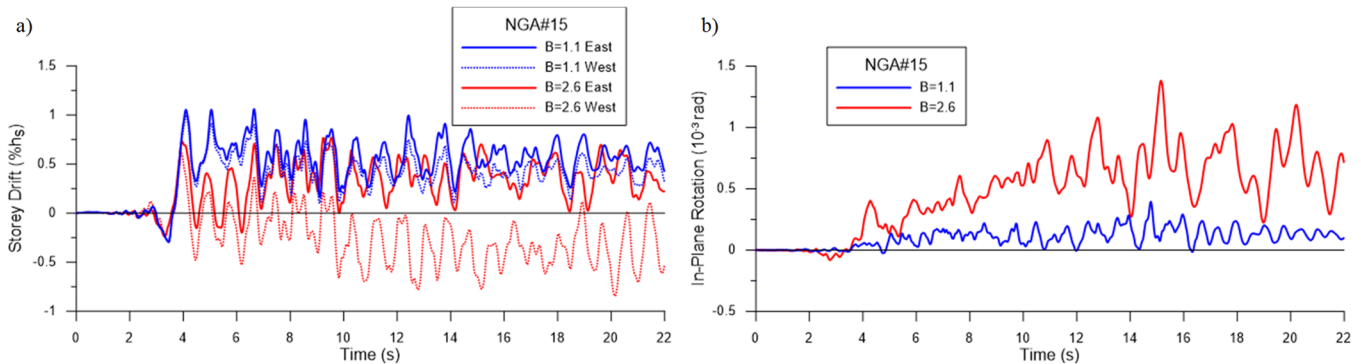 a)
NGA#15
B=1.1 East
B=1.1 West
B=2.6 East
B=2.6 West
Storey Drift (%hs)
1.5
1
0.5
0
-0.5
-1
0 2 4 6 8 10 12 14 16 18 20 22
Time (s)
b)
NGA#15
B=1.1
B=2.6
In-Plane Rotation (10-3 rad)
1.5
1
0.5
0
-0.5
0 2 4 6 8 10 12 14 16 18 20 22
Time (s)